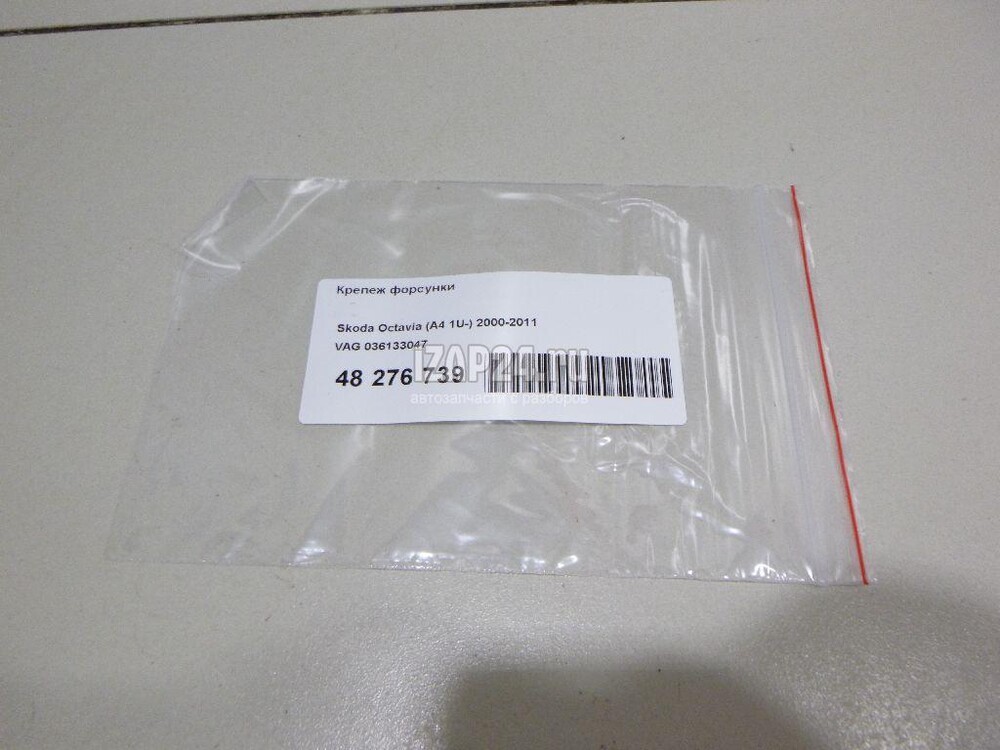 Крепеж форсунки
Skoda Octavia (A4 1U-) 2000-2011
VAG 036133047
48 276 739
IZAP24.ru
автозапчасти с разборов